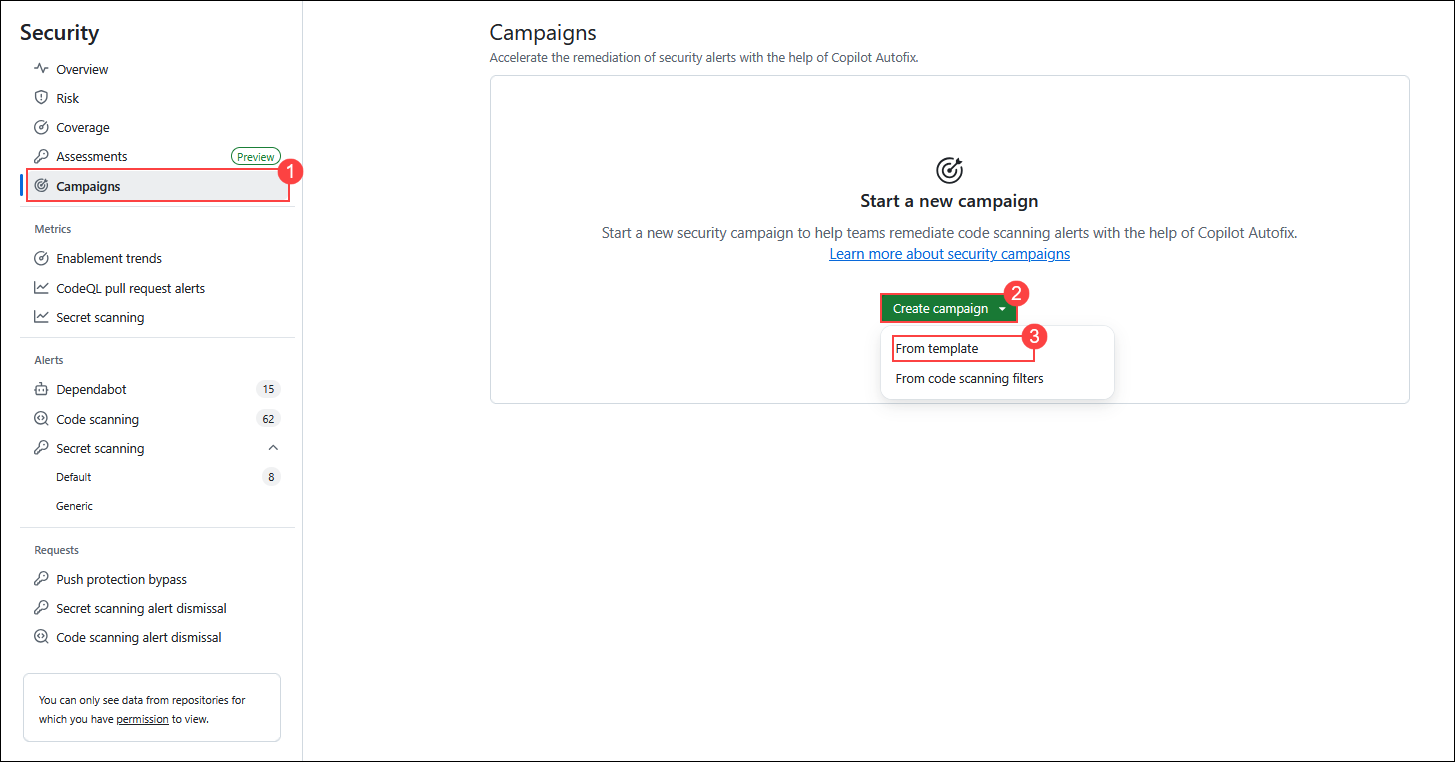 Security
Overview
Risk
Coverage
Assessments
Preview
1
Campaigns
Metrics
Enablement trends
CodeQL pull request alerts
Secret scanning
Alerts
Dependabot
15
Code scanning
62
Secret scanning
Default
8
Generic
Requests
Push protection bypass
Secret scanning alert dismissal
Code scanning alert dismissal
You can only see data from repositories for
which you have permission to view.
Campaigns
Accelerate the remediation of security alerts with the help of Copilot Autofix.
Start a new campaign
Start a new security campaign to help teams remediate code scanning alerts with the help of Copilot Autofix.
Learn more about security campaigns
2
Create campaign
3
From template
From code scanning filters